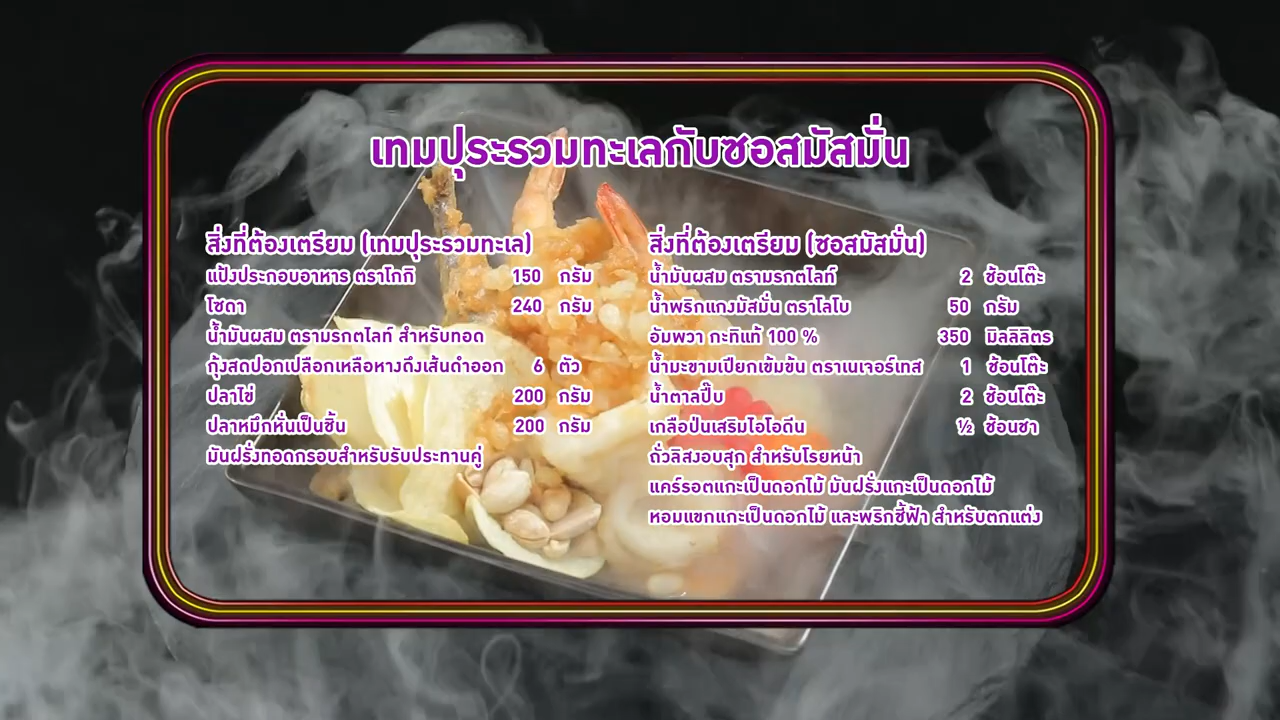 เทมปุระรวมทะเลกับซอสมัสมั่น
สิ่งที่ต้องเตรียม (เทมปุระรวมทะเล)
แป้งประกอบอาหาร ตราโกกิ 150 กรัม
โซดา 240 กรัม
น้ำมันผสม ตรามรกตไลท์ สำหรับทอด
กุ้งสดปอกเปลือกเหลือหางดึงเส้นดำออก 6 ตัว
ปลาไข่ 200 กรัม
ปลาหมึกหั่นเป็นชิ้น 200 กรัม
มันฝรั่งทอดกรอบสำหรับรับประทานคู่
สิ่งที่ต้องเตรียม (ซอสมัสมั่น)
น้ำมันผสม ตรามรกตไลท์ 2 ช้อนโต๊ะ
น้ำพริกแกงมัสมั่น ตราโลโบ 50 กรัม
อัมพวา กะทิแท้ 100 % 350 มิลลิลิตร
น้ำมะขามเปียกเข้มข้น ตราเนเจอร์เทส 1 ช้อนโต๊ะ
น้ำตาลปี๊บ 2 ช้อนโต๊ะ
เกลือป่นเสริมไอโอดีน ½ ช้อนชา
ถั่วลิสงอบสุก สำหรับโรยหน้า
แคร์รอตแกะเป็นดอกไม้ มันฝรั่งแกะเป็นดอกไม้
หอมแขกแกะเป็นดอกไม้ และพริกชี้ฟ้า สำหรับตกแต่ง